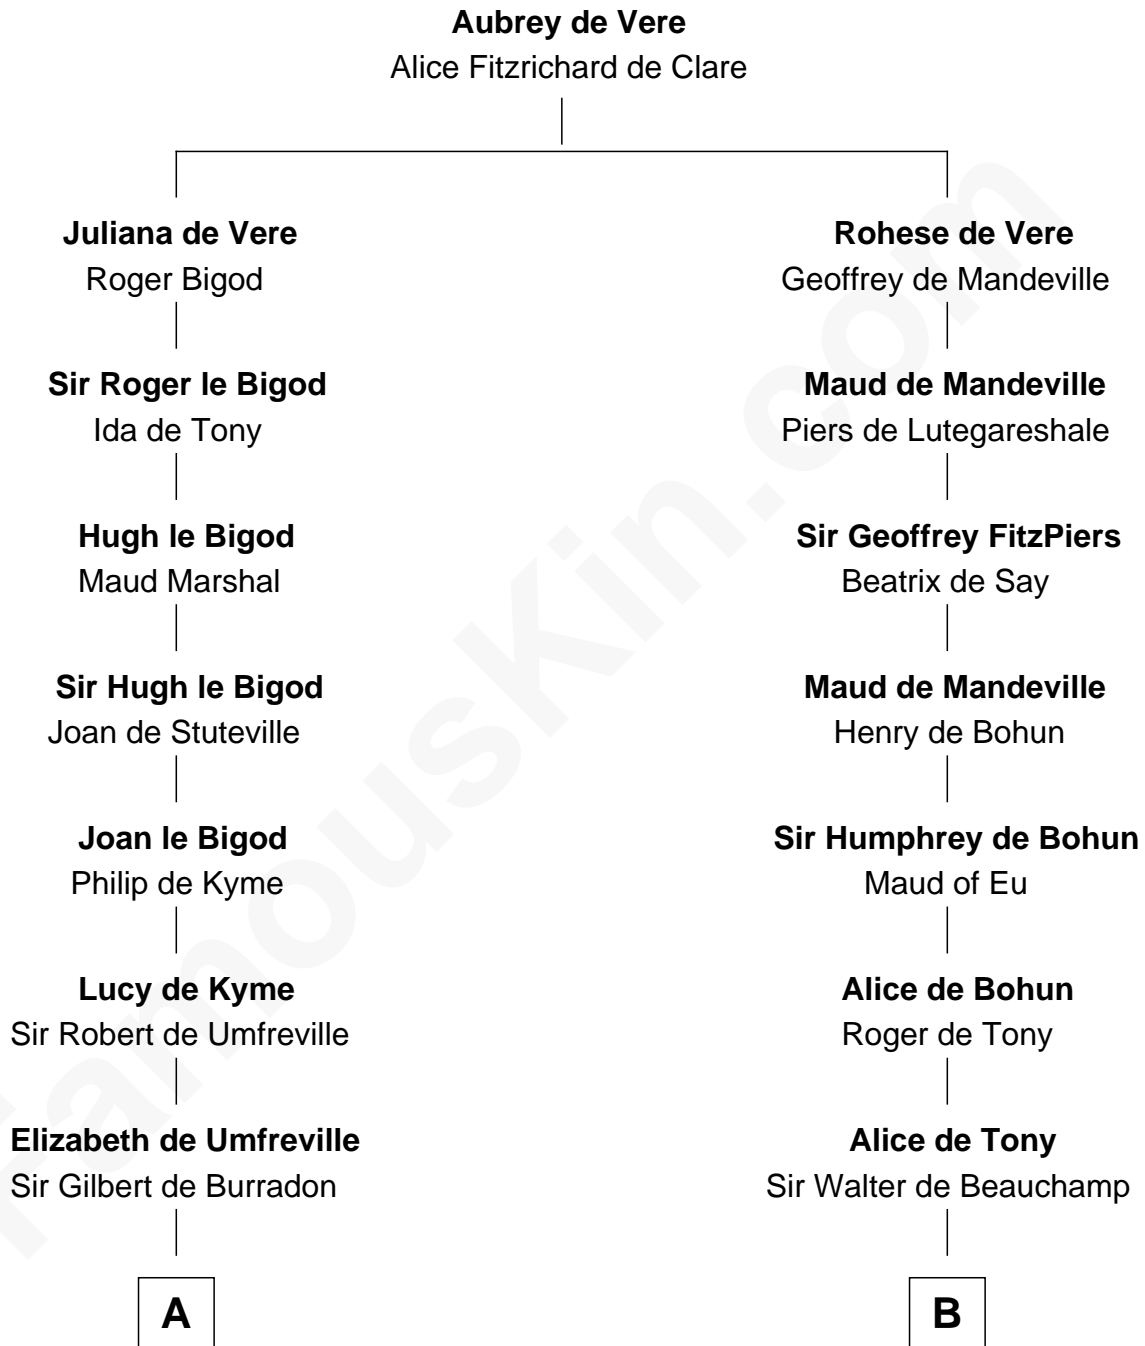 Aubrey de Vere
Alice Fitzrichard de Clare
Juliana de Vere
Roger Bigod
Sir Roger le Bigod
Ida de Tony
Hugh le Bigod
Maud Marshal
Sir Hugh le Bigod
Joan de Stuteville
Joan le Bigod
Philip de Kyme
Lucy de Kyme
Sir Robert de Umfreville
Elizabeth de Umfreville
Sir Gilbert de Burradon
A
Rohese de Vere
Geoffrey de Mandeville
Maud de Mandeville
Piers de Lutegareshale
Sir Geoffrey FitzPiers
Beatrix de Say
Maud de Mandeville
Henry de Bohun
Sir Humphrey de Bohun
Maud of Eu
Alice de Bohun
Roger de Tony
Alice de Tony
Sir Walter de Beauchamp
B
FamousKin.com